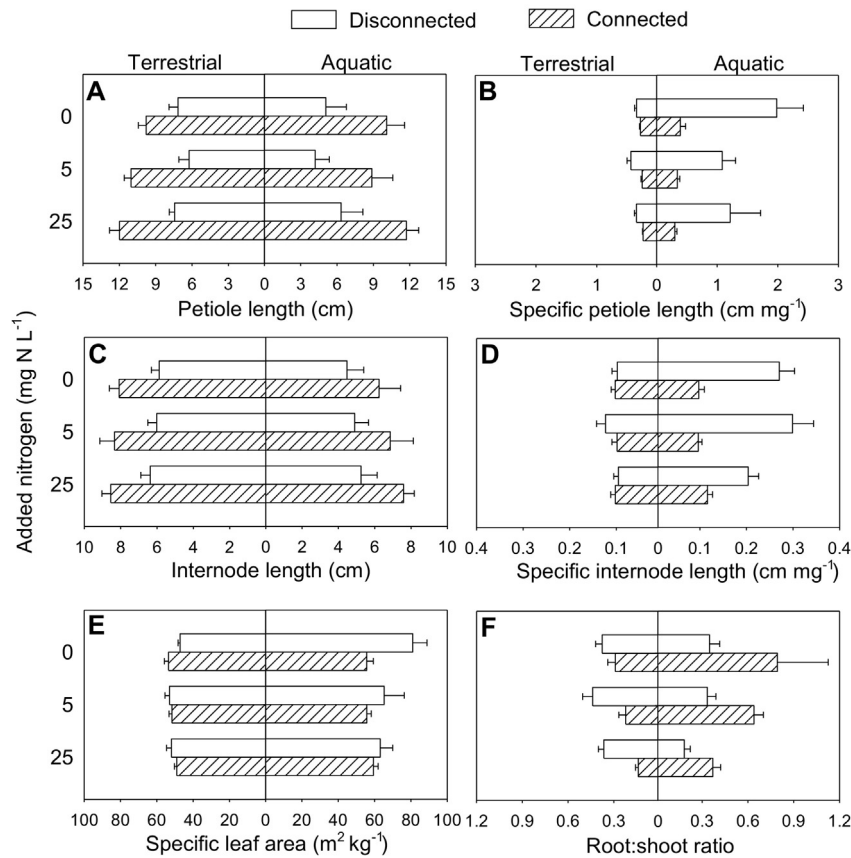 Disconnected Connected
Terrestrial Aquatic Terrestrial Aquatic
A B
0
5
25
15 12 9 6 3 0 3 6 9 12 15 3 2 1 0 1 2 3
Petiole length (cm) Specific petiole length (cm mg⁻¹)
Added nitrogen (mg N L⁻¹)
C D
0
5
25
10 8 6 4 2 0 2 4 6 8 10 0.4 0.4 0.3 0.1 0 0.1 0.2 0.3 0.4
Internode length (cm) Specific internode length (cm mg⁻¹)
E F
0
5
25
100 80 60 40 20 0 20 40 60 80 100 1.2 0.9 0.6 0.3 0 0.3 0.6 0.9 1.2
Specific leaf area (m² kg⁻¹) Root:shoot ratio